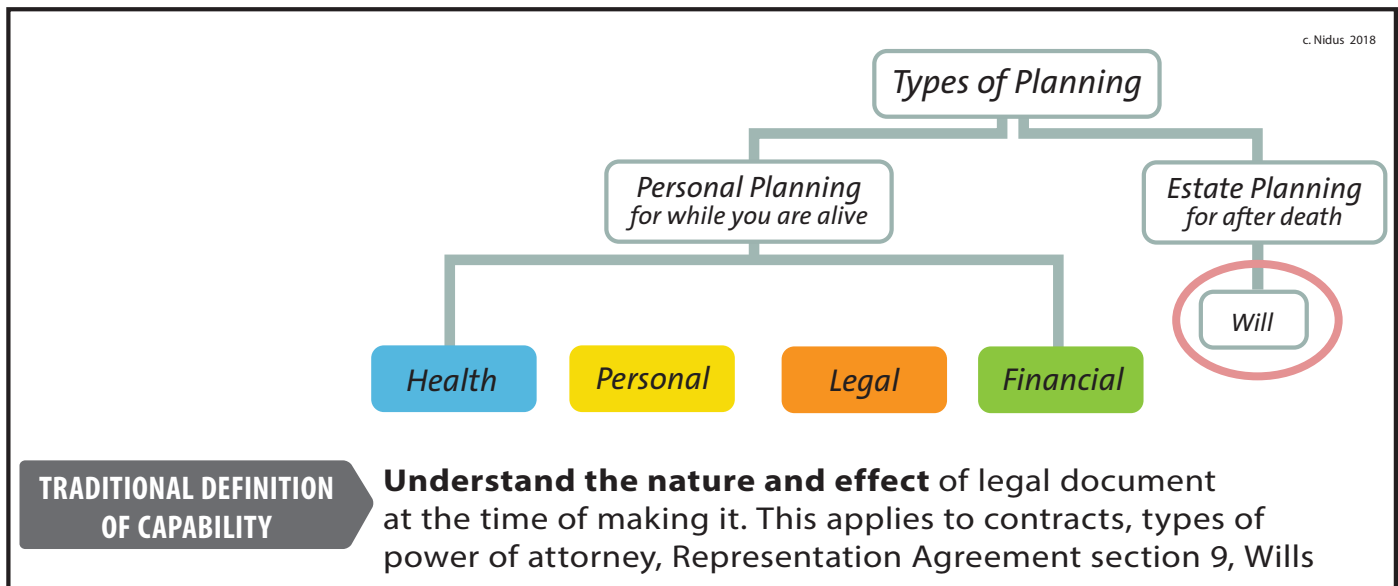 c. Nidus 2018
Types of Planning
Personal Planning
for while you are alive
Estate Planning
for after death
Will
Health
Personal
Legal
Financial
TRADITIONAL DEFINITION
OF CAPABILITY
Understand the nature and effect of legal document
at the time of making it. This applies to contracts, types of
power of attorney, Representation Agreement section 9, Wills